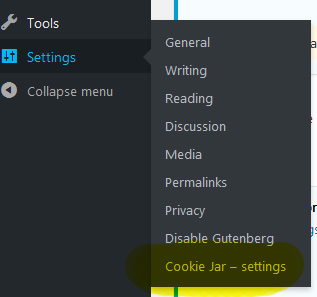 Tools
Settings
Collapse menu
General
Writing
Reading
Discussion
Media
Permalinks
Privacy
Disable Gutenberg
Cookie Jar – settings